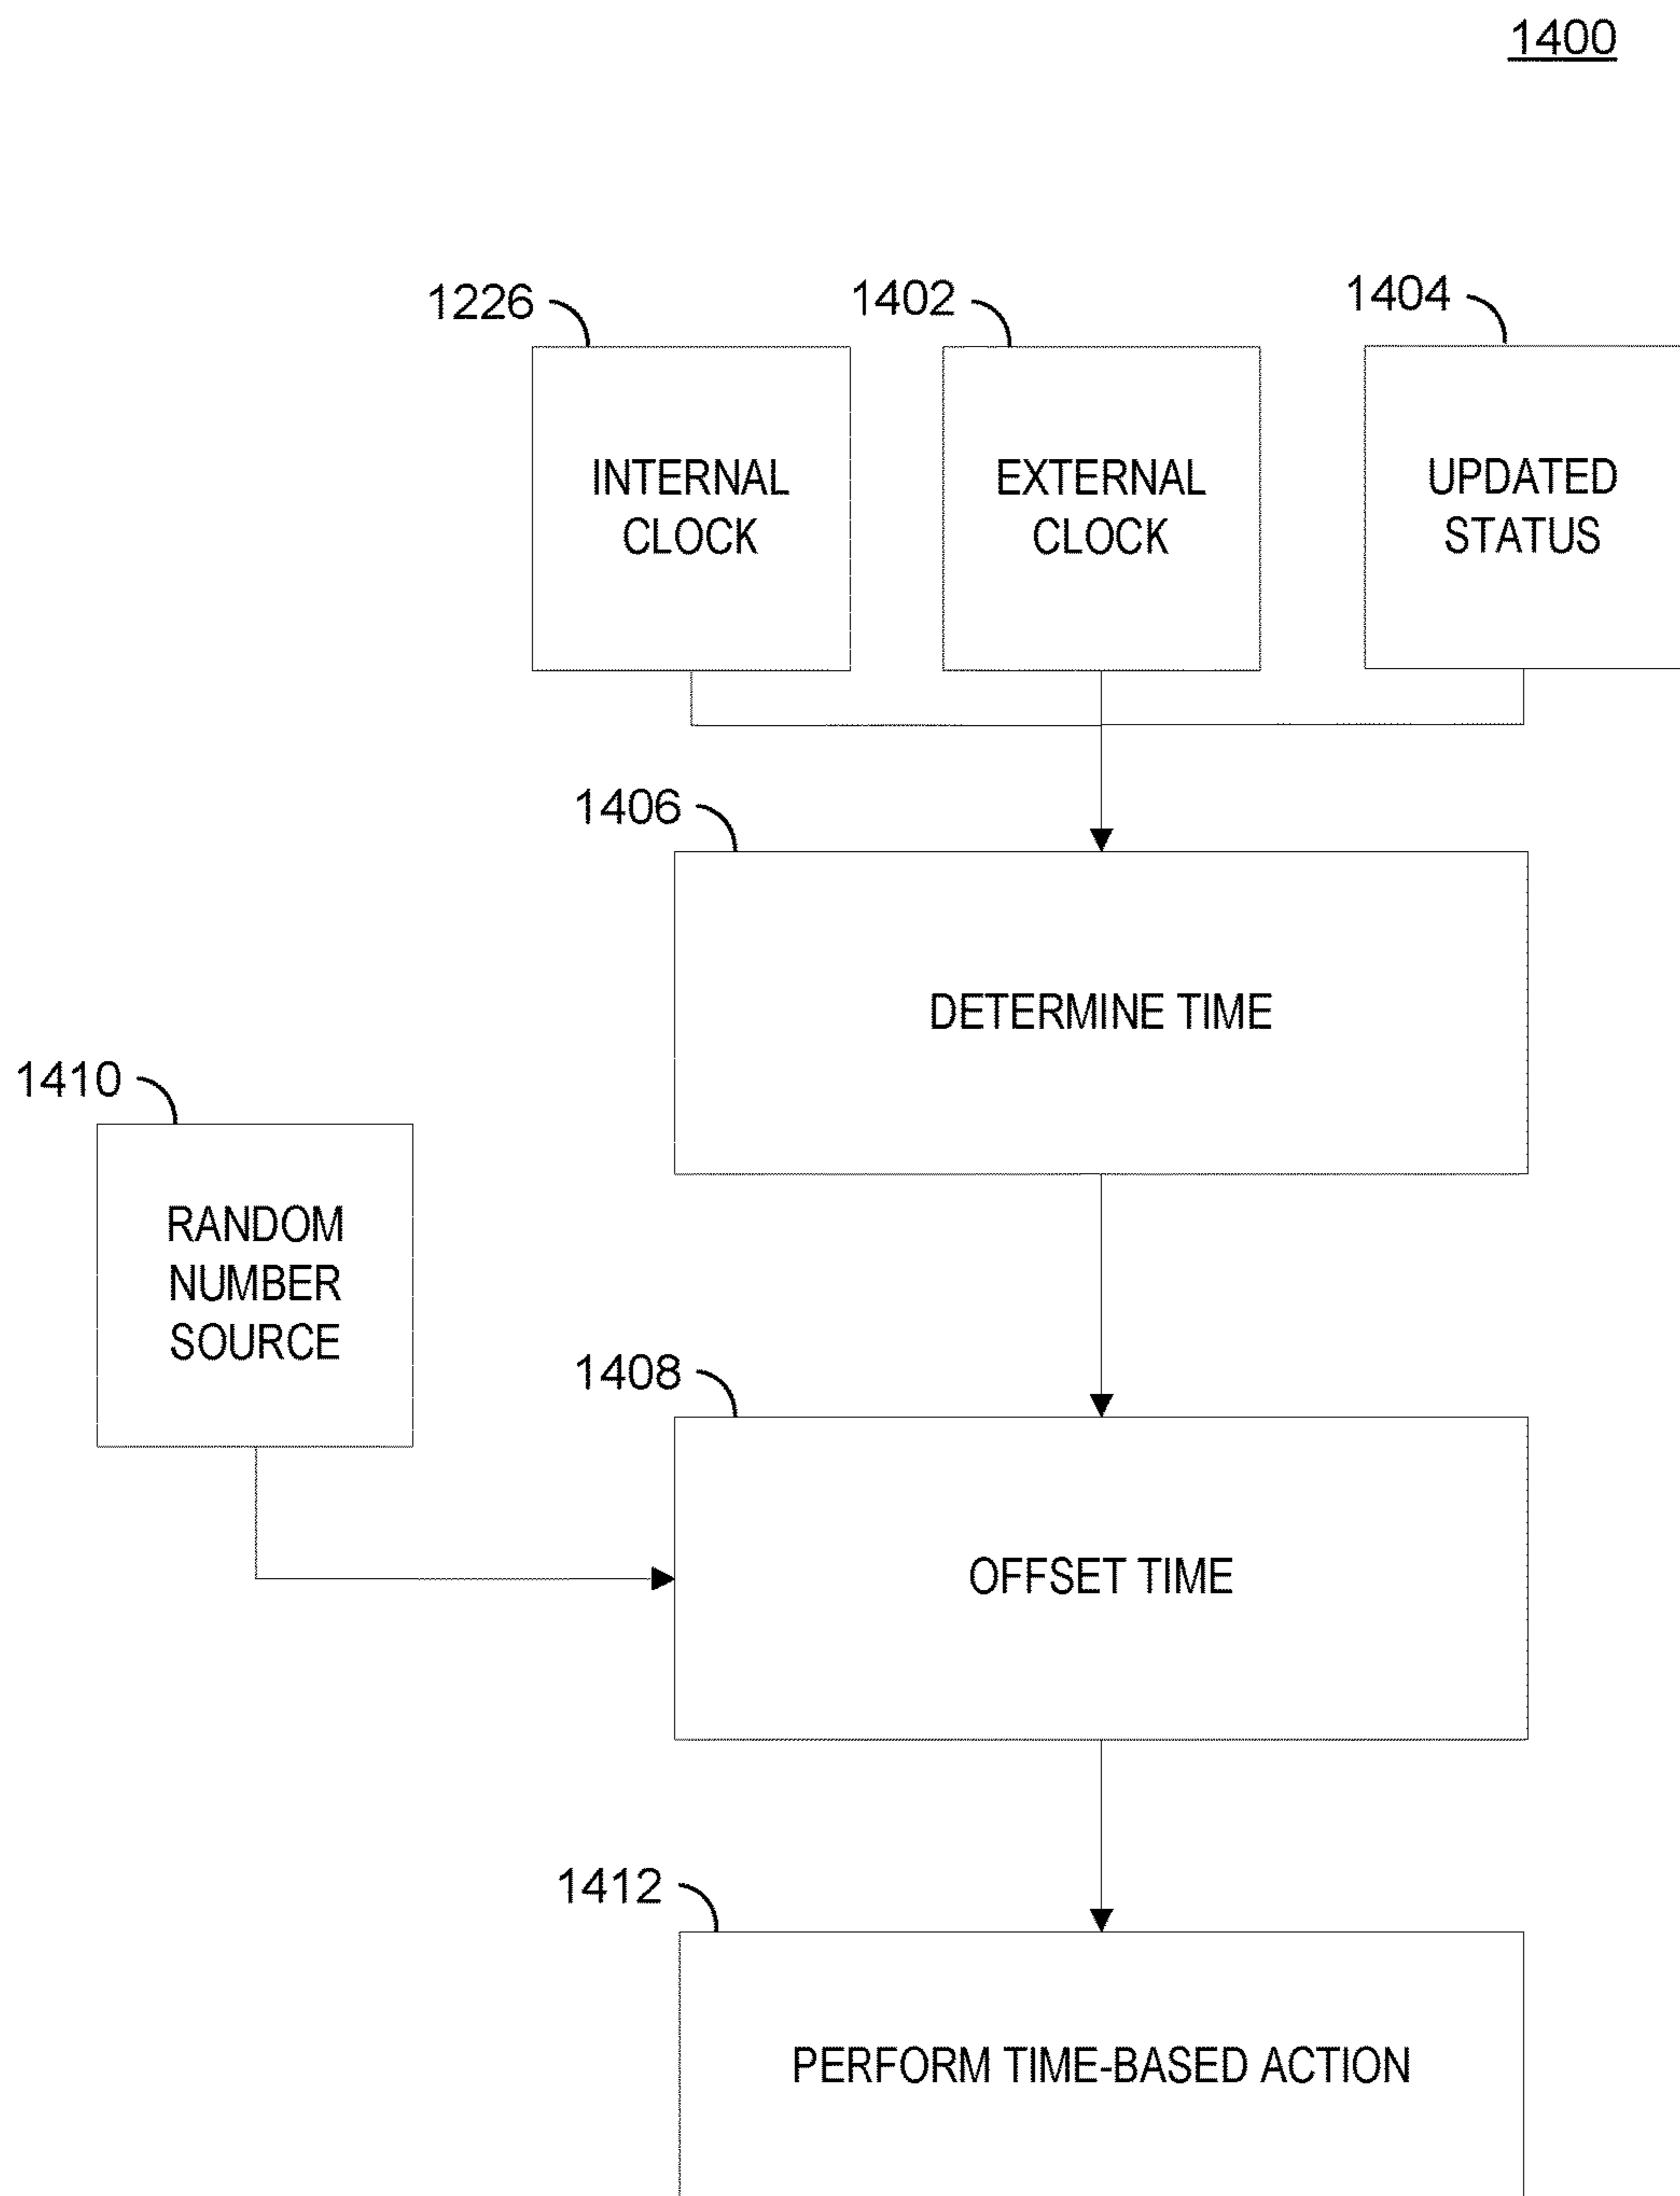 1400
1226
1402
1404
INTERNAL
CLOCK
EXTERNAL
CLOCK
UPDATED
STATUS
1406
DETERMINE TIME
1410
RANDOM
NUMBER
SOURCE
1408
OFFSET TIME
1412
PERFORM TIME-BASED ACTION